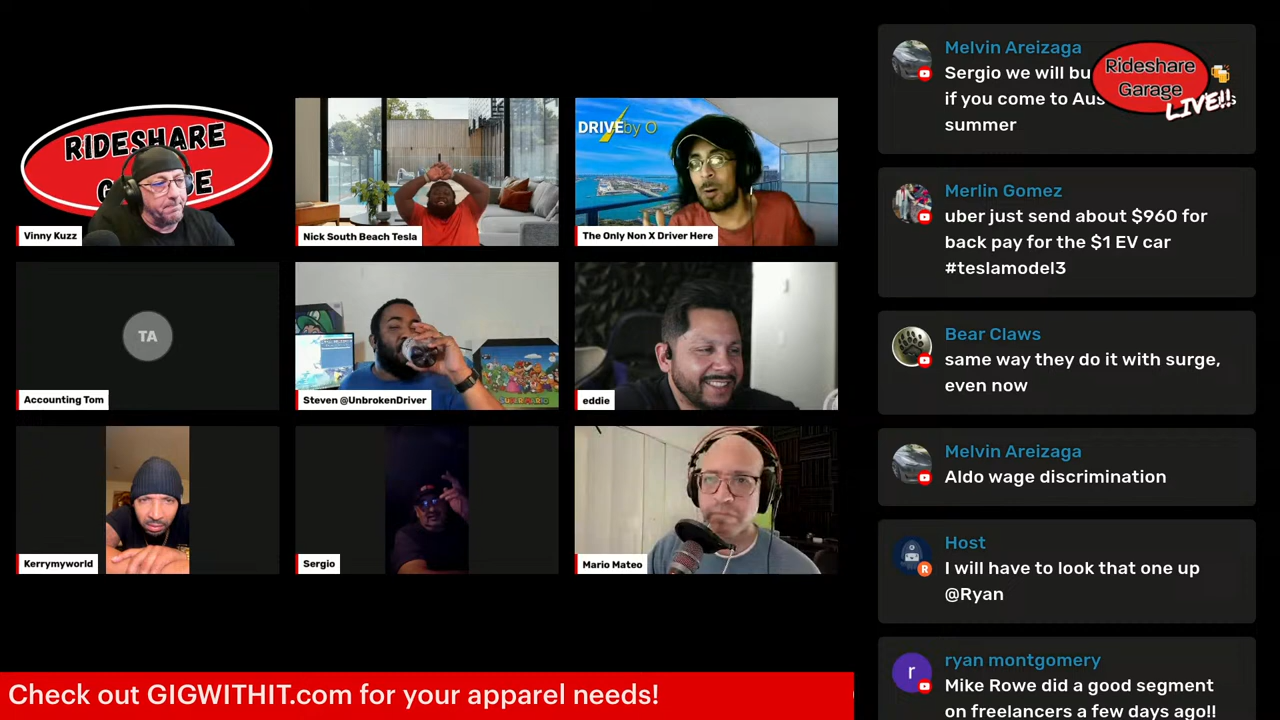 RIDESHARE
Vinny Kuzz
Nick South Beach Tesla
DRIVE by O
The Only Non X Driver Here
TA
Accounting Tom
SUPER MARIO
Steven @UnbrokenDriver
eddie
Kerrymyworld
Sergio
Mario Mateo
Check out GIGWITHIT.com for your apparel needs!
Rideshare
Garage
LIVE!!
Melvin Areizaga
Sergio we will
if you come to
summer
Merlin Gomez
uber just send about $960 for
back pay for the $1 EV car
#teslamodel3
Bear Claws
same way they do it with surge,
even now
Melvin Areizaga
Aldo wage discrimination
Host
I will have to look that one up
@Ryan
r
ryan montgomery
Mike Rowe did a good segment
on freelancers a few days ago!!